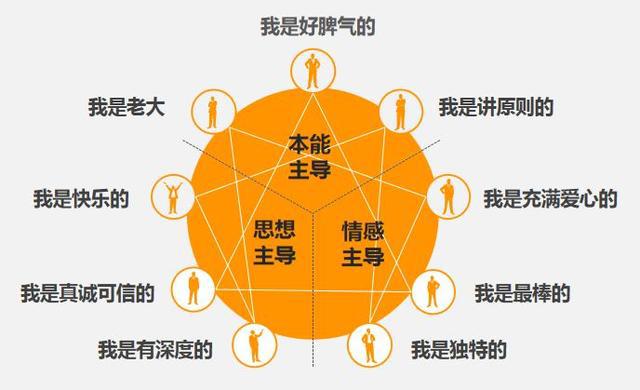 我是好脾气的
我是老大
我是讲原则的
本能
主导
我是快乐的
我是充满爱心的
思想
主导
情感
主导
我是真诚可信的
我是最棒的
我是有深度的
我是独特的